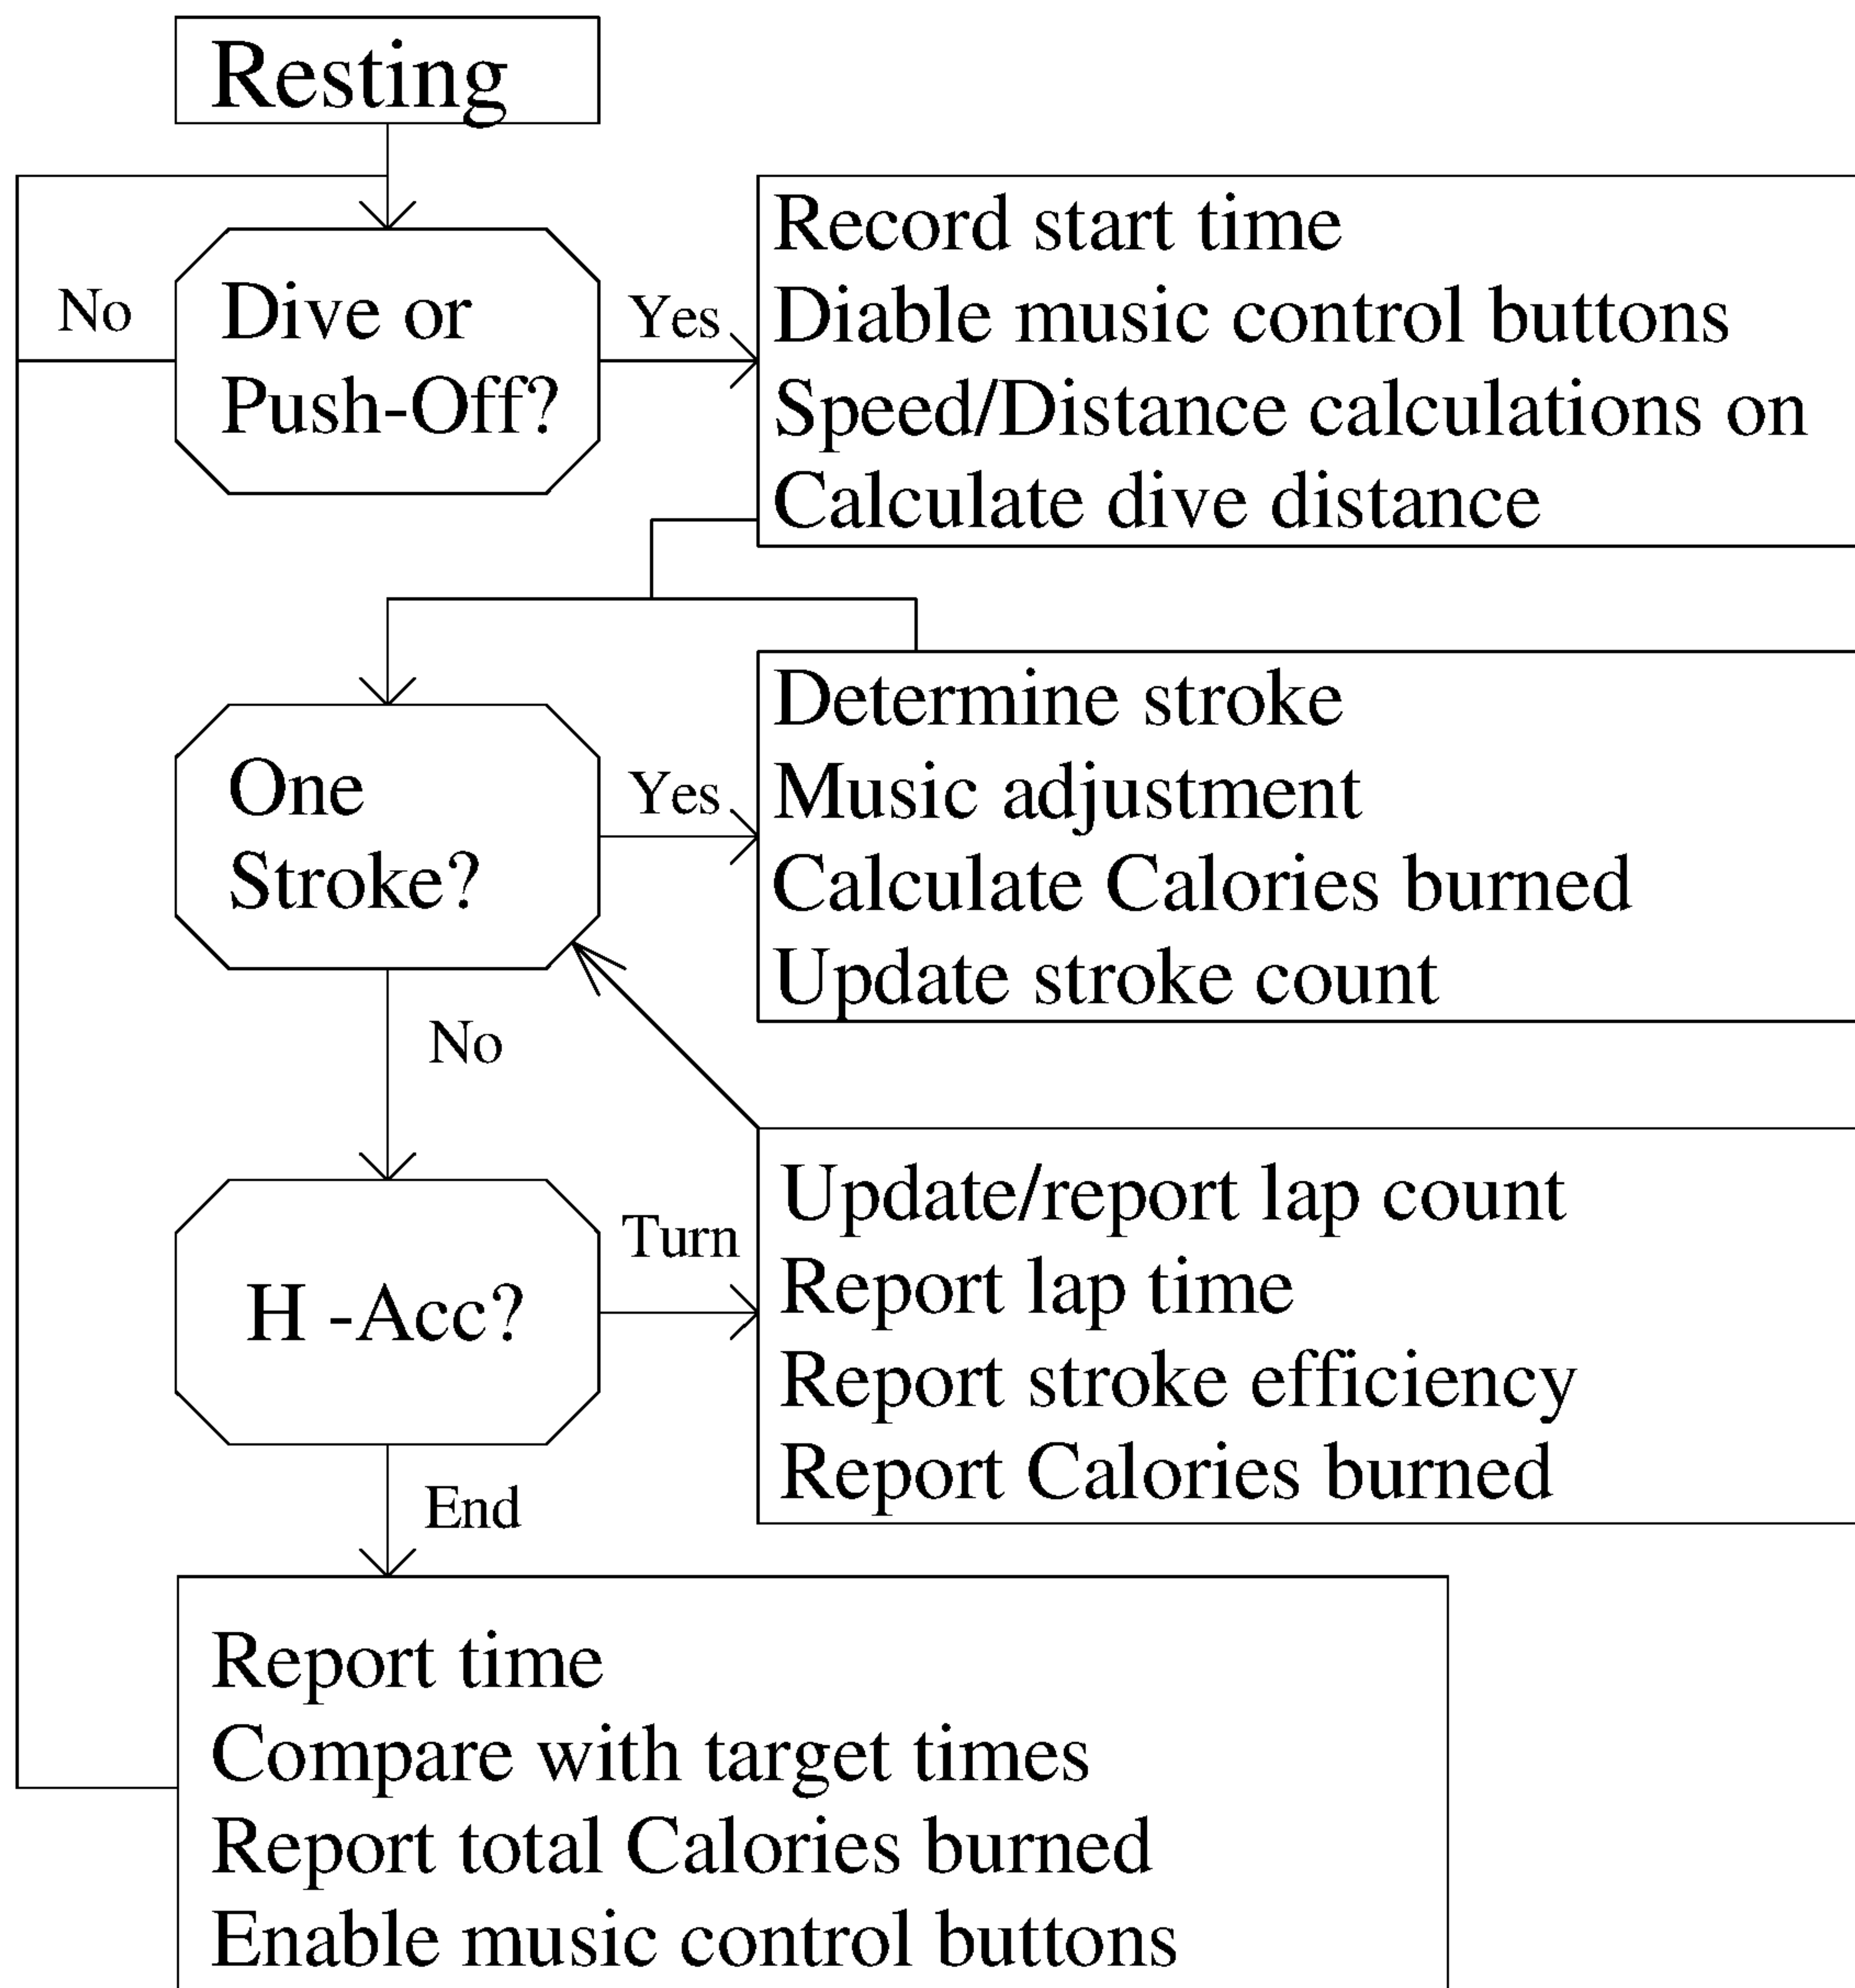 Resting
No
Dive or
Push-Off?
Yes
Record start time
Diable music control buttons
Speed/Distance calculations on
Calculate dive distance
One
Stroke?
Yes
Determine stroke
Music adjustment
Calculate Calories burned
Update stroke count
No
H -Acc?
Turn
Update/report lap count
Report lap time
Report stroke efficiency
Report Calories burned
End
Report time
Compare with target times
Report total Calories burned
Enable music control buttons